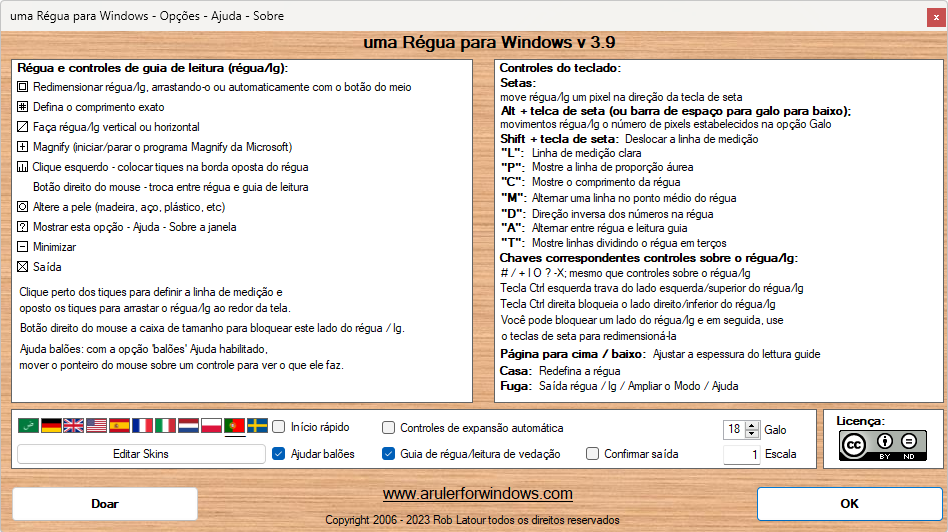 uma Régua para Windows - Opções - Ajuda - Sobre
x
uma Régua para Windows v 3.9
Régua e controles de guia de leitura (régua/lg):
Redimensionar régua/lg, arrastando-o ou automaticamente com o botão do meio
Defina o comprimento exato
Faça régua/lg vertical ou horizontal
Magnify (iniciar/parar o programa Magnify da Microsoft)
Clique esquerdo - colocar tiques na borda oposta do régua
Botão direito do mouse - troca entre régua e guia de leitura
Altere a pele (madeira, aço, plástico, etc)
? Mostrar esta opção - Ajuda - Sobre a janela
Minimizar
Saída
Clique perto dos tiques para definir a linha de medição e
oposto os tiques para arrastar o régua/lg ao redor da tela.
Botão direito do mouse a caixa de tamanho para bloquear este lado do régua / lg.
Ajuda balões: com a opção 'balões' Ajuda habilitado,
mover o ponteiro do mouse sobre um controle para ver o que ele faz.
Controles do teclado:
Setas:
move régua/lg um pixel na direção da tecla de seta
Alt + telca de seta (ou barra de espaço para galo para baixo);
movimentos régua/lg o número de pixels estabelecidos na opção Galo
Shift + tecla de seta: Deslocar a linha de medição
"L": Linha de medição clara
"P": Mostre a linha de proporção áurea
"C": Mostre o comprimento da régua
"M": Alternar uma linha no ponto médio do régua
"D": Direção inversa dos números na régua
"A": Alternar entre régua e leitura guia
"T": Mostre linhas dividindo o régua em terços
Chaves correspondentes controles sobre o régua/lg:
# / + I O ? -X; mesmo que controles sobre o régua/lg
Tecla Ctrl esquerda trava do lado esquerda/superior do régua/lg
Tecla Ctrl direita bloqueia o lado direito/inferior do régua/lg
Você pode bloquear um lado do régua/lg e em seguida, use
o teclas de seta para redimensioná-la
Página para cima / baixo: Ajustar a espessura do lettura guide
Casa: Redefina a régua
Fuga: Saída régua / lg / Ampliar o Modo / Ajuda
Início rápido
Controles de expansão automática
18 Galo
Editar Skins
Ajudar balões
Guia de régua/leitura de vedação
Confirmar saída
1 Escala
Licença:
cc
BY ND
Doar
www.arulerforwindows.com
Copyright 2006 - 2023 Rob Latour todos os direitos reservados
OK